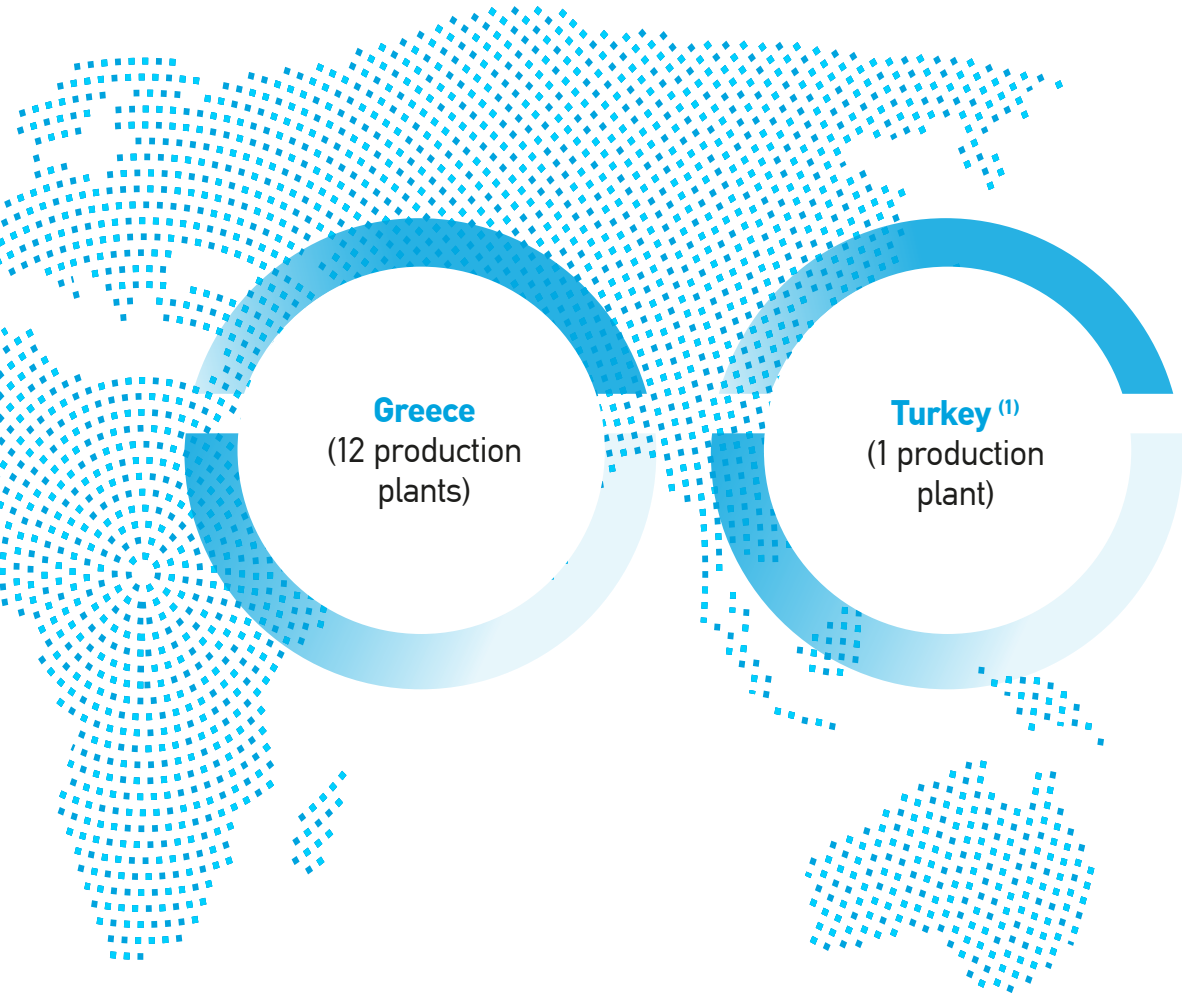 Greece
(12 production
plants)
Turkey (1)
(1 production
plant)